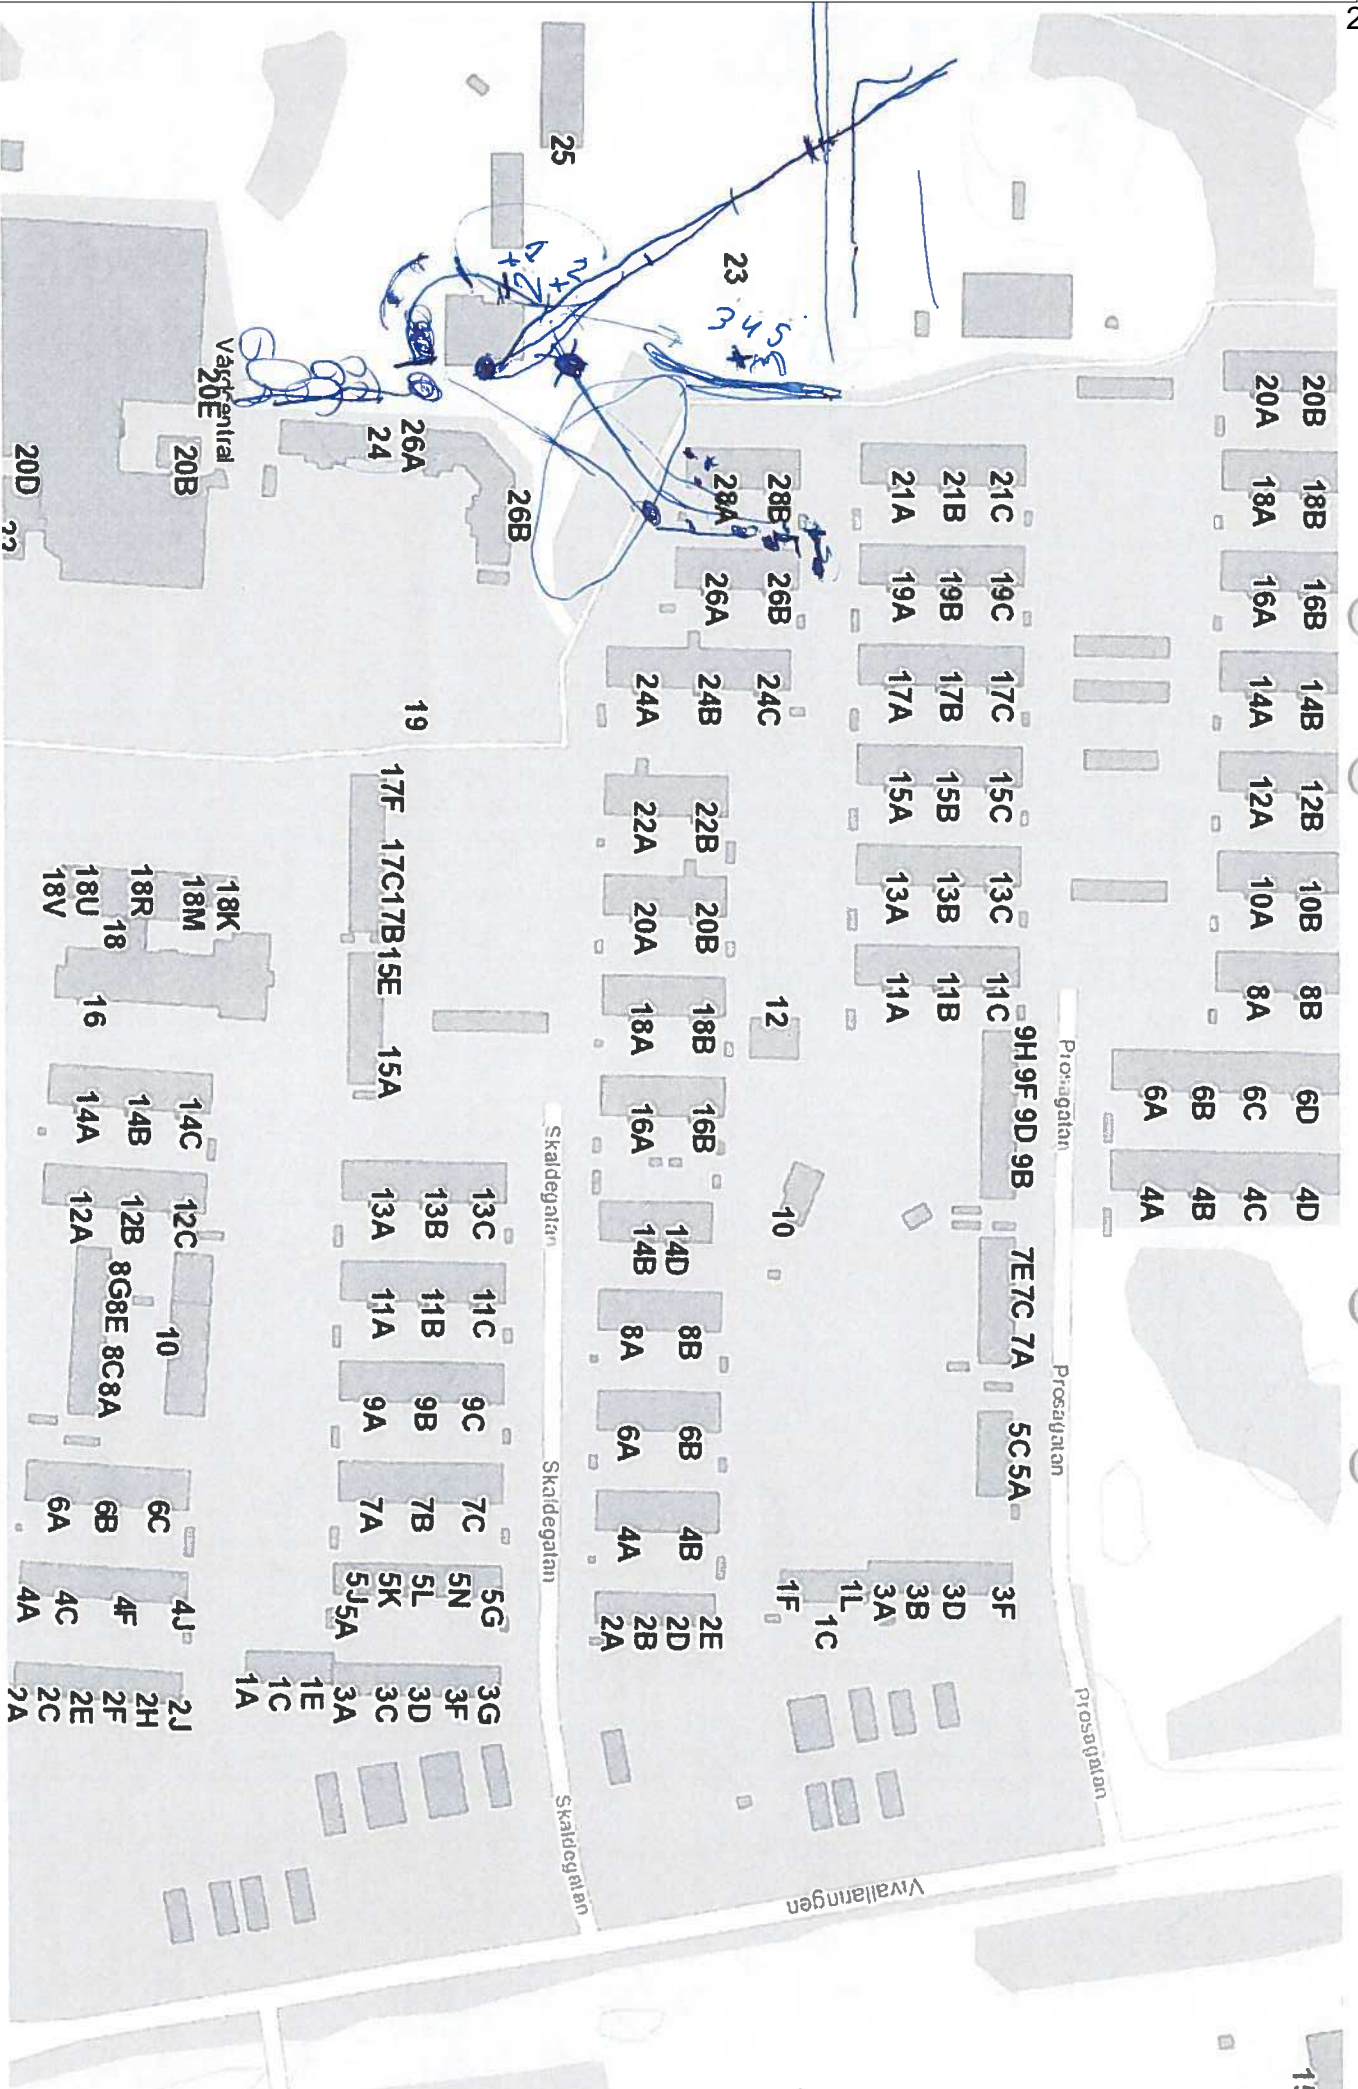 2
25
23
1
2
3
3 4 5
Vårdcentral
20E
20B
20D
22
24
26A
26B
28A
28B
26A
26B
24A
24B
24C
22A
22B
20A
20B
18A
18B
16A
16B
14B
14D
8A
8B
6A
6B
4A
4B
2A
2B
2D
2E
20A
20B
18A
18B
16A
16B
14A
14B
12A
12B
10A
10B
8A
8B
6A
6B
6C
6D
4A
4B
4C
4D
21A
21B
21C
19A
19B
19C
17A
17B
17C
15A
15B
15C
13A
13B
13C
11A
11B
11C
9H 9F 9D 9B
7E 7C 7A
5C 5A
12
10
1F
1C
1L
3A
3B
3D
3F
19
17F 17C 17B 15E 15A
18V
18U
18R
18M
18K
18
16
14A
14B
14C
12A
12B
12C
8G 8E 8C 8A
10
6A
6B
6C
4A
4C
4F
4J
2A
2C
2E
2F
2H
2J
13A
13B
13C
11A
11B
11C
9A
9B
9C
7A
7B
7C
5J
5A
5K
5L
5N
5G
1A
1C
1E
3A
3C
3D
3F
3G
Prosagatan
Prosagatan
Prosagatan
Skaldegatan
Skaldegatan
Skaldegatan
Vivallaringen